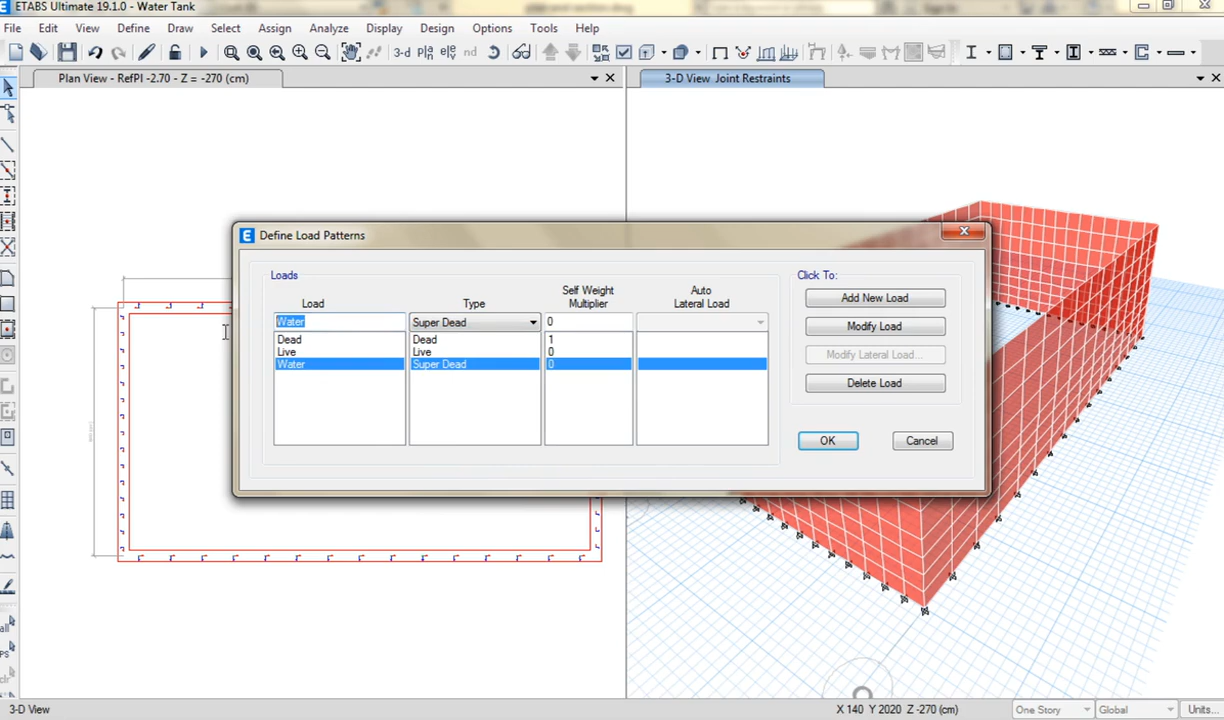 ETABS Ultimate 19.1.0 - Water Tank
File Edit View Define Draw Select Assign Analyze Display Design Options Tools Help
3-d nd
Plan View - RefPl -2.70 - Z = -270 (cm)
3-D View Joint Restraints
Define Load Patterns
Loads
Click To:
Load
Type
Self Weight
Multiplier
Auto
Lateral Load
Water Super Dead 0
Dead Dead 1
Live Live 0
Water Super Dead 0
Add New Load
Modify Load
Modify Lateral Load...
Delete Load
OK
Cancel
3-D View
X 140 Y 2020 Z -270 (cm)
One Story
Global
Units...